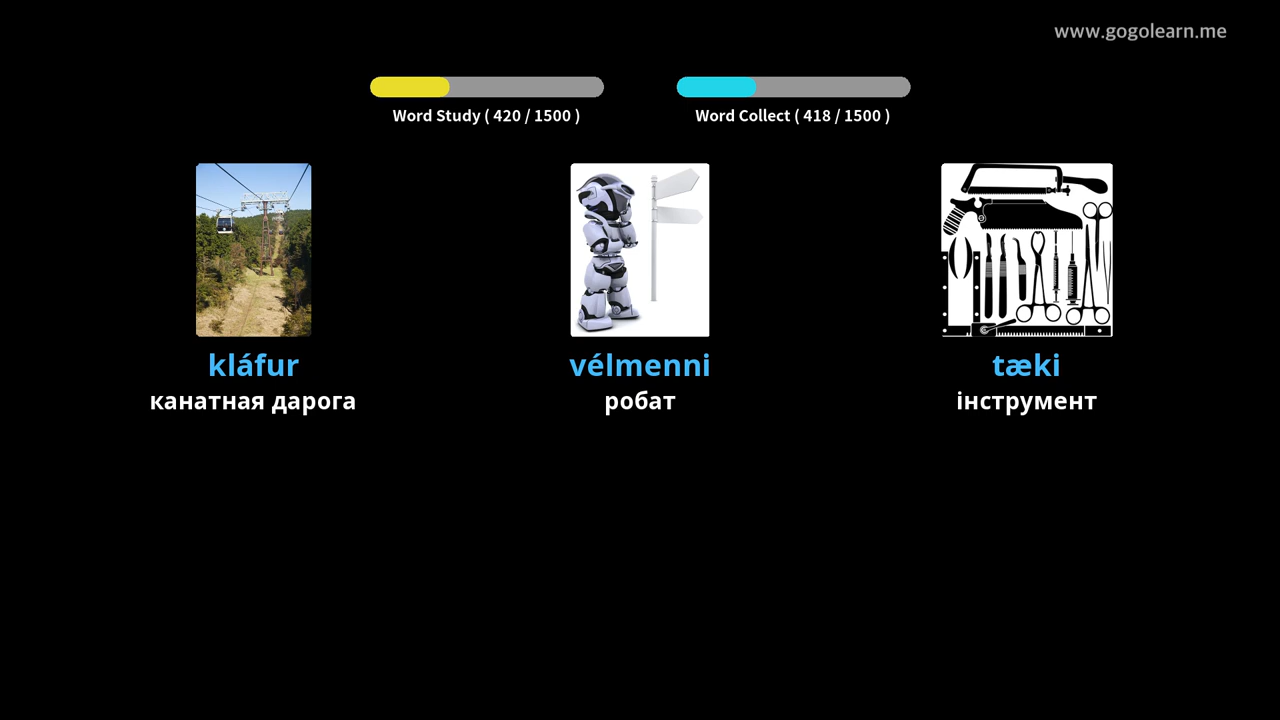 www.gogolearn.me
Word Study ( 420 / 1500 )
Word Collect ( 418 / 1500 )
kláfur
vélmenni
tæki
канатная дарога
робат
інструмент